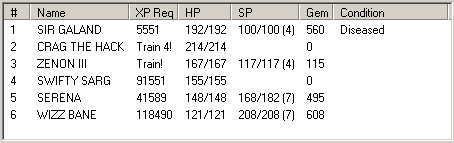 # Name XP Req HP SP Gem Condition
1 SIR GALAND 5551 192/192 100/100 (4) 560 Diseased
2 CRAG THE HACK Train 4! 214/214 0
3 ZENON III Train! 167/167 117/117 (4) 115
4 SWIFTY SARG 91551 155/155 0
5 SERENA 41589 148/148 168/182 (7) 495
6 WIZZ BANE 118490 121/121 208/208 (7) 608